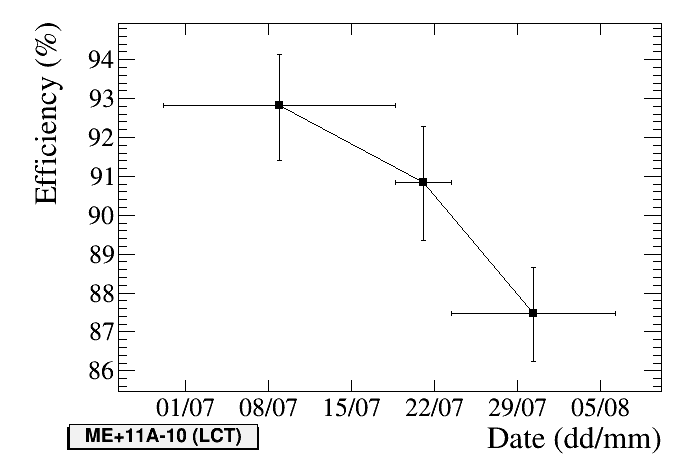 Efficiency (%)
94
93
92
91
90
89
88
87
86
01/07 08/07 15/07 22/07 29/07 05/08
ME+11A-10 (LCT)
Date (dd/mm)